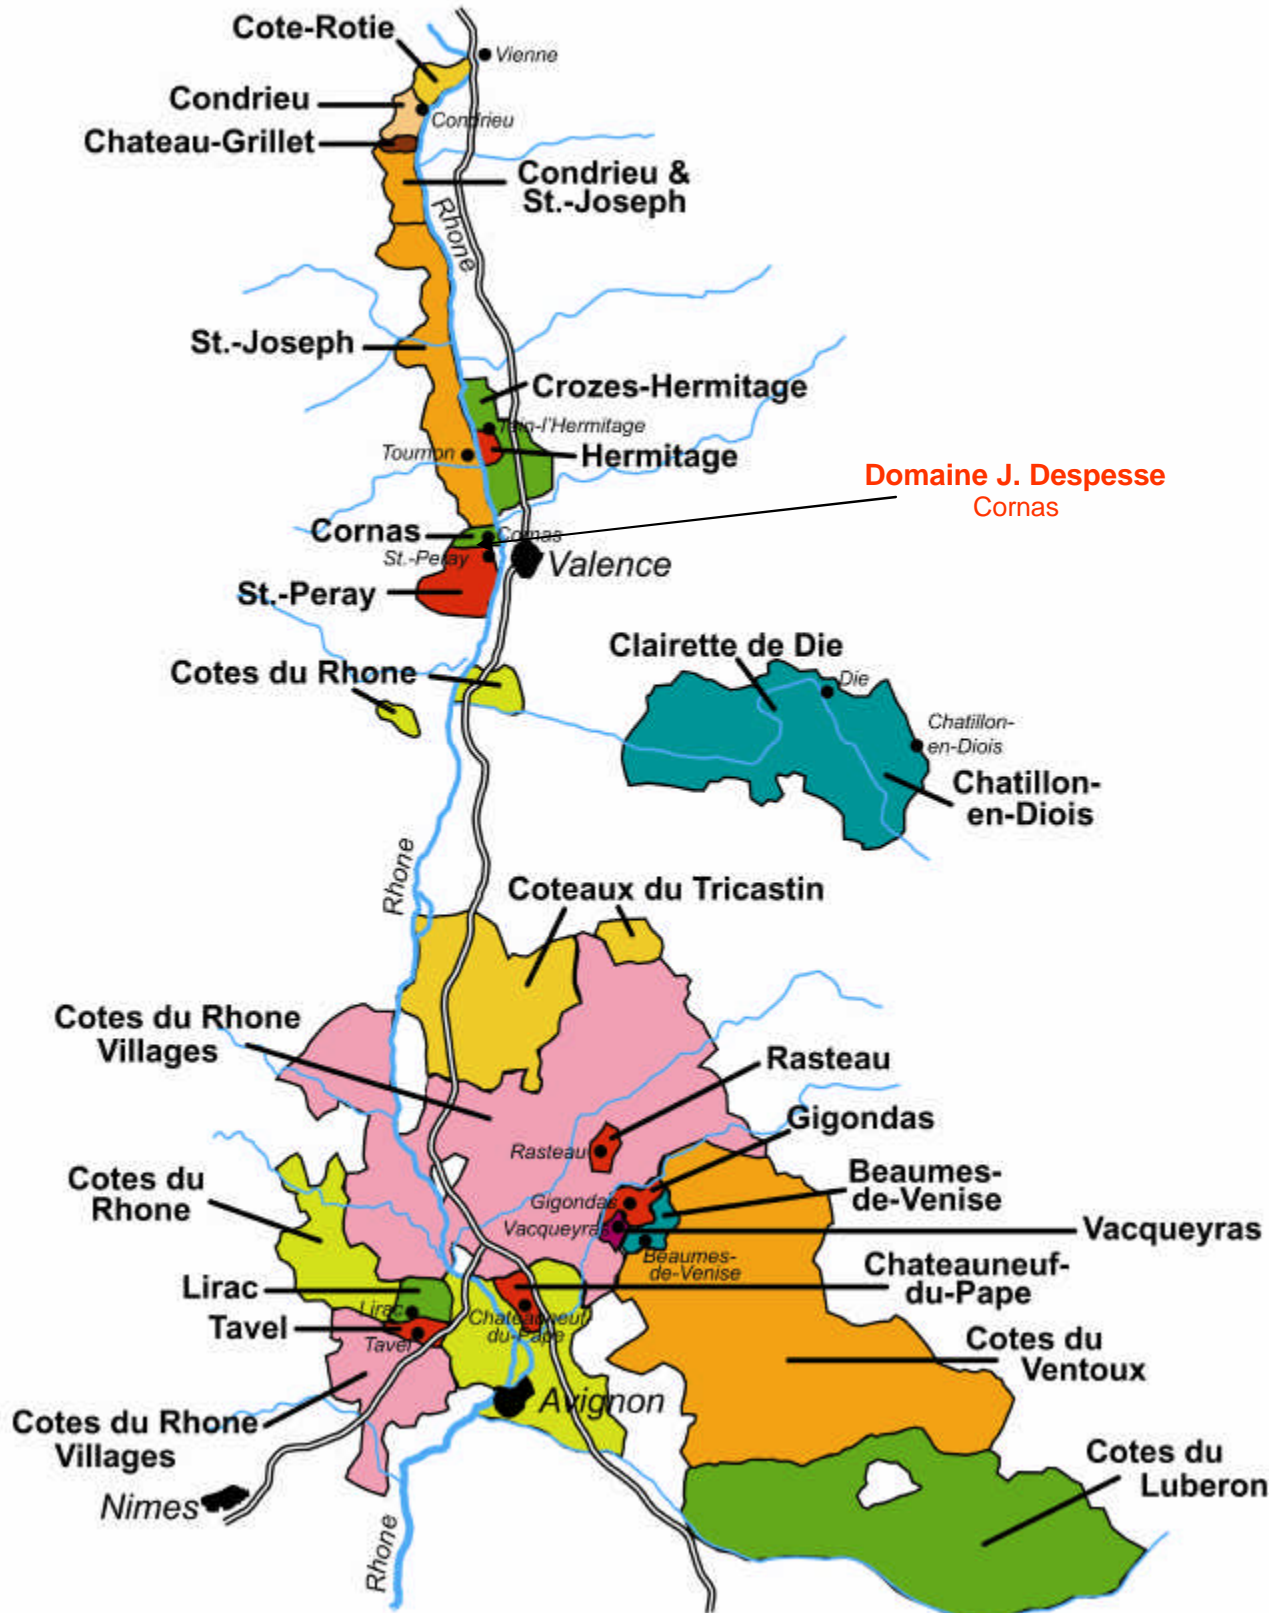 Cote-Rotie
Vienne
Condrieu
Condrieu
Chateau-Grillet
Condrieu &
St.-Joseph
Rhone
St.-Joseph
Crozes-Hermitage
Tain-l'Hermitage
Tournon
Hermitage
Domaine J. Despesse
Cornas
Cornas
Cornas
St.-Peray
Valence
St.-Peray
Clairette de Die
Cotes du Rhone
Die
Chatillon-
en-Diois
Chatillon-
en-Diois
Rhone
Coteaux du Tricastin
Cotes du Rhone
Villages
Rasteau
Gigondas
Rasteau
Beaumes-
de-Venise
Cotes du
Rhone
Gigondas
Vacqueyras
Vacqueyras
Beaumes-
de-Venise
Chateauneuf-
du-Pape
Lirac
Lirac
Chateauneuf-
du-Pape
Tavel
Tavel
Cotes du
Ventoux
Avignon
Cotes du Rhone
Villages
Cotes du
Luberon
Nimes
Rhone